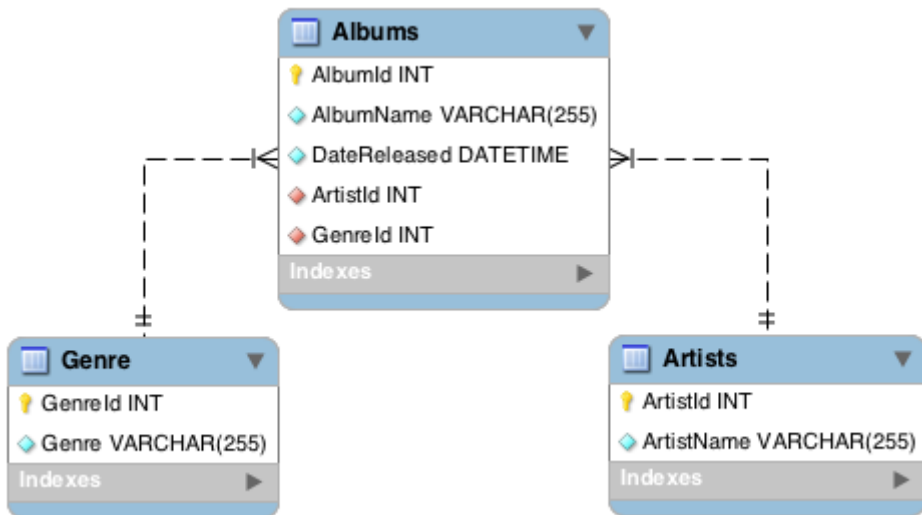 Albums
AlbumId INT
AlbumName VARCHAR(255)
DateReleased DATETIME
ArtistId INT
GenreId INT
Indexes
Genre
GenreId INT
Genre VARCHAR(255)
Indexes
Artists
ArtistId INT
ArtistName VARCHAR(255)
Indexes